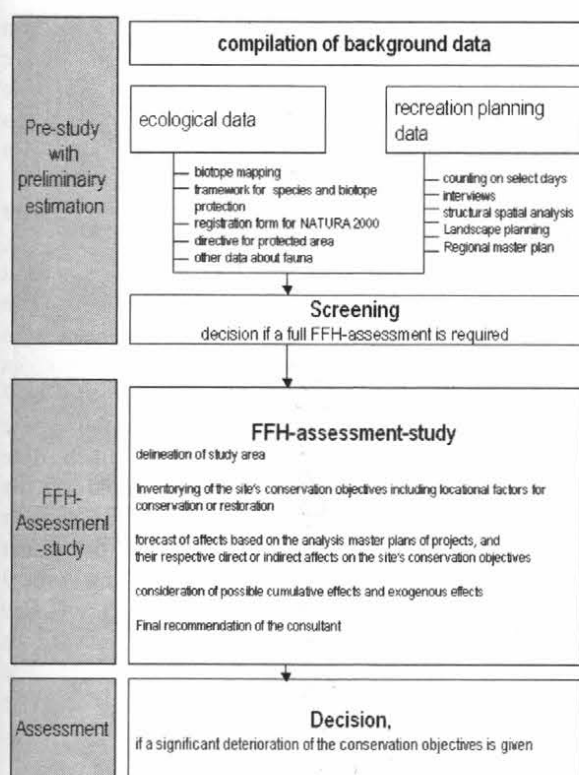 compilation of background data
Pre-study
with
preliminairy
estimation
ecological data
biotope mapping
framework for species and biotope
protection
registration form for NATURA 2000
directive for protected area
other data about fauna
recreation planning
data
counting on select days
interviews
structural spatial analysis
Landscape planning
Regional master plan
Screening
decision if a full FFH-assessment is required
FFH-
Assessment
-study
FFH-assessment-study
delineation of study area
Inventorying of the site's conservation objectives including locational factors for
conservation or restoration
forecast of affects based on the analysis master plans of projects, and
their respective direct or indirect affects on the site's conservation objectives
consideration of possible cumulative effects and exogenous effects
Final recommendation of the consultant
Assessment
Decision,
if a significant deterioration of the conservation objectives is given